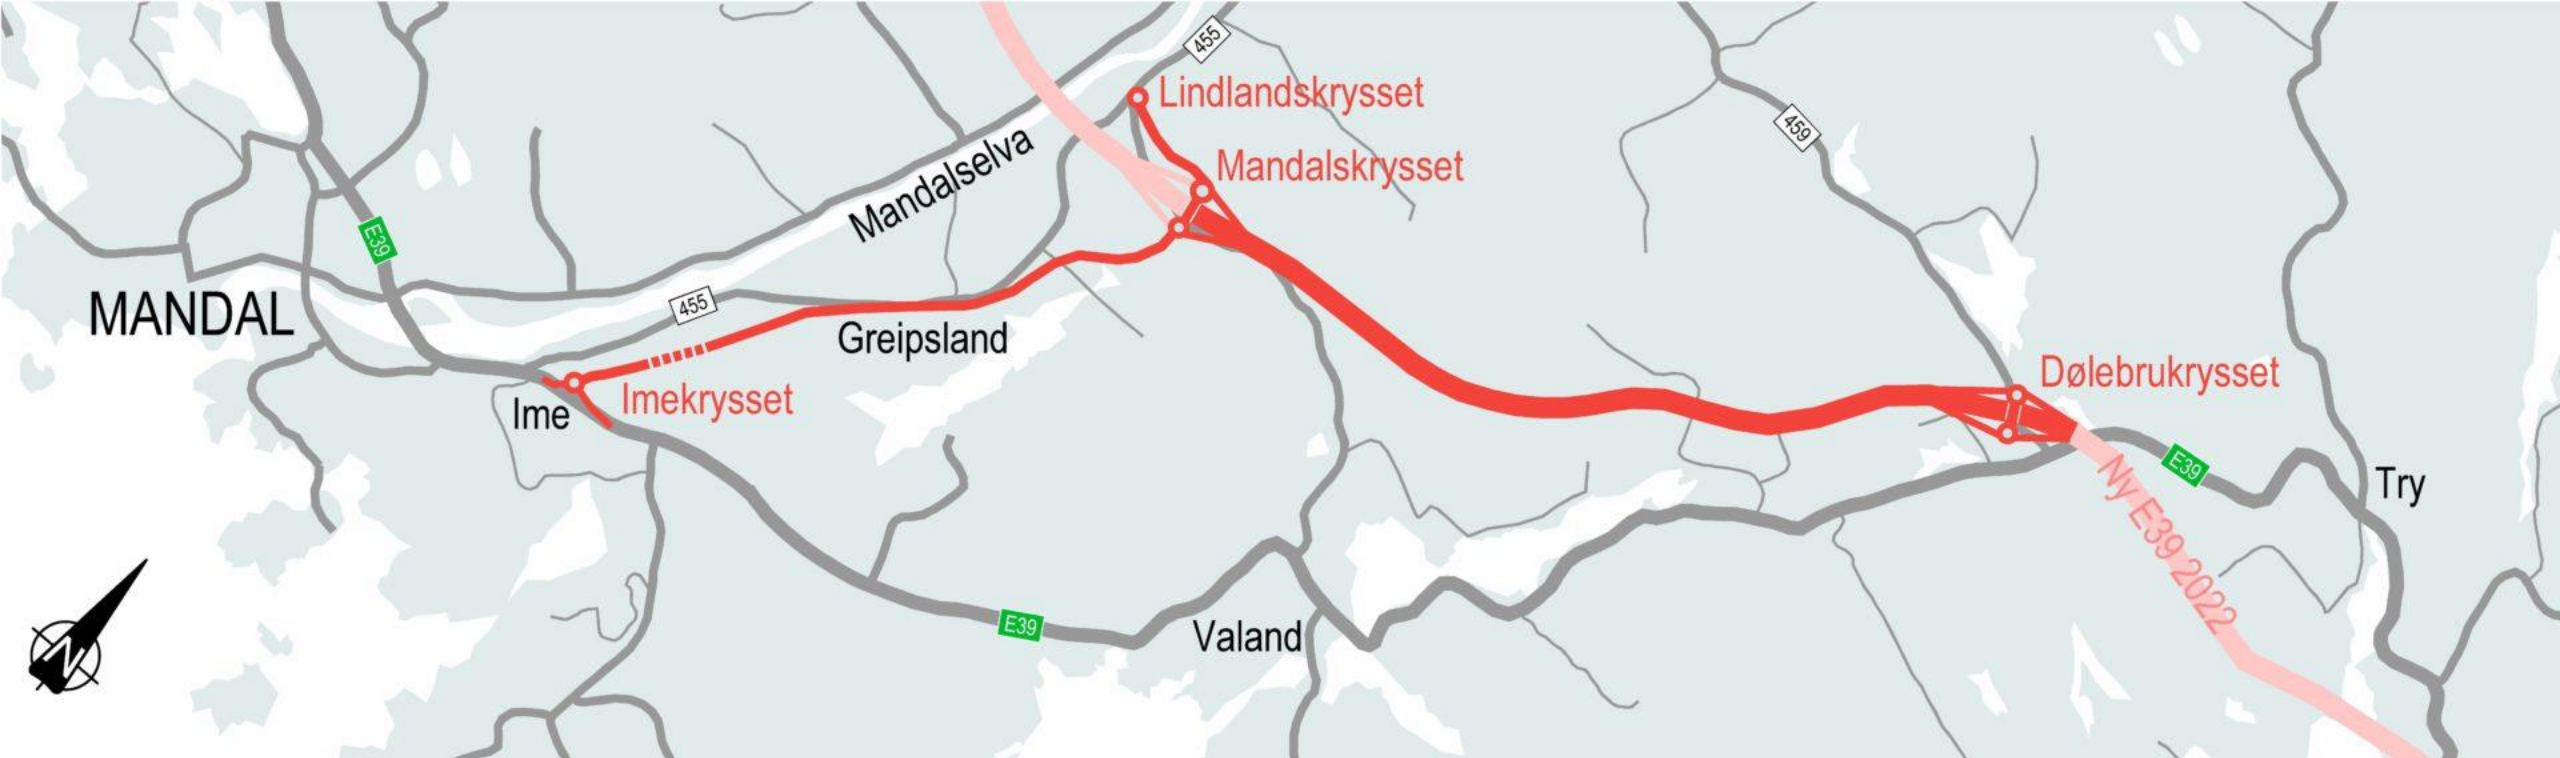 455
Lindlandskrysset
459
Mandalskrysset
Mandalselva
E39
MANDAL
455
Greipsland
Dølebrukrysset
Imekrysset
Ime
E39
Try
Ny E39 2022
E39
Valand
N